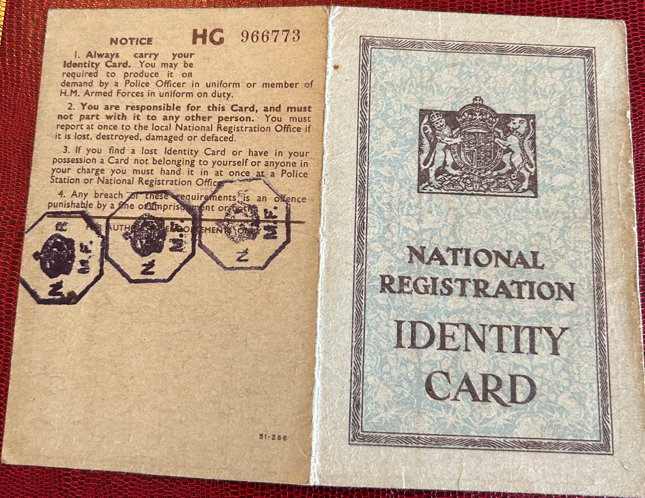 NOTICE HG 966773
1. Always carry your
Identity Card. You may be
required to produce it on
demand by a Police Officer in uniform or member of
H.M. Armed Forces in uniform on duty.
2. You are responsible for this Card, and must
not part with it to any other person. You must
report at once to the local National Registration Office if
it is lost, destroyed, damaged or defaced.
3. If you find a lost Identity Card or have in your
possession a Card not belonging to yourself or anyone in
your charge you must hand it in at once at a Police
Station or National Registration Office.
4. Any breach of these requirements is an offence
punishable by a fine or imprisonment or
N R
M.F.
N
M.F
N
M.F.
51-266
NATIONAL
REGISTRATION
IDENTITY
CARD